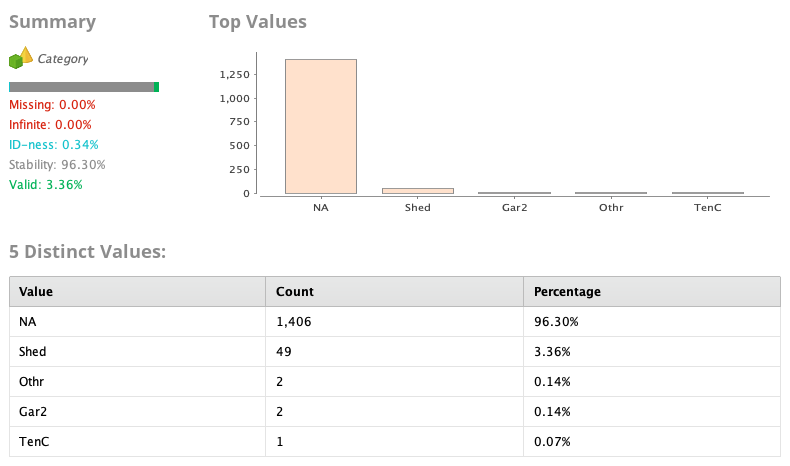 Summary
Category
Missing: 0.00%
Infinite: 0.00%
ID-ness: 0.34%
Stability: 96.30%
Valid: 3.36%
Top Values
1,250
1,000
750
500
250
0
NA Shed Gar2 Othr TenC
5 Distinct Values:
Value Count Percentage
NA 1,406 96.30%
Shed 49 3.36%
Othr 2 0.14%
Gar2 2 0.14%
TenC 1 0.07%